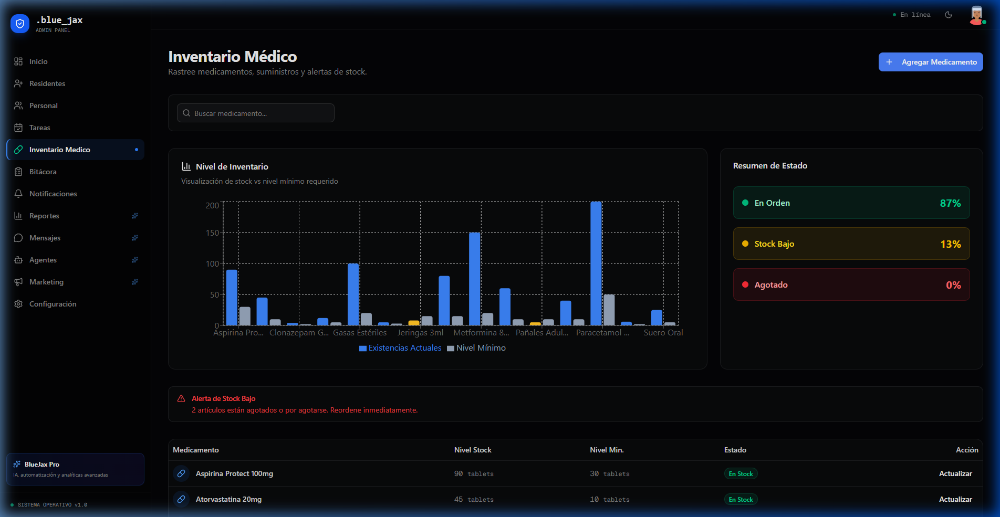 .blue_jax
ADMIN PANEL
Inicio
Residentes
Personal
Tareas
Inventario Medico
Bitácora
Notificaciones
Reportes
Mensajes
Agentes
Marketing
Configuración
BlueJax Pro
IA, automatización y analíticas avanzadas
SISTEMA OPERATIVO v1.0
En línea
Inventario Médico
Rastree medicamentos, suministros y alertas de stock.
+ Agregar Medicamento
Buscar medicamento...
Nivel de Inventario
Visualización de stock vs nivel mínimo requerido
200
150
100
50
0
Aspirina Pro... Clonazepam G... Gasas Estériles Jeringas 3ml Metformina 8... Pañales Adul... Paracetamol ... Suero Oral
Existencias Actuales Nivel Mínimo
Resumen de Estado
En Orden 87%
Stock Bajo 13%
Agotado 0%
Alerta de Stock Bajo
2 artículos están agotados o por agotarse. Reordene inmediatamente.
Medicamento Nivel Stock Nivel Min. Estado Acción
Aspirina Protect 100mg 90 tablets 30 tablets En Stock Actualizar
Atorvastatina 20mg 45 tablets 10 tablets En Stock Actualizar